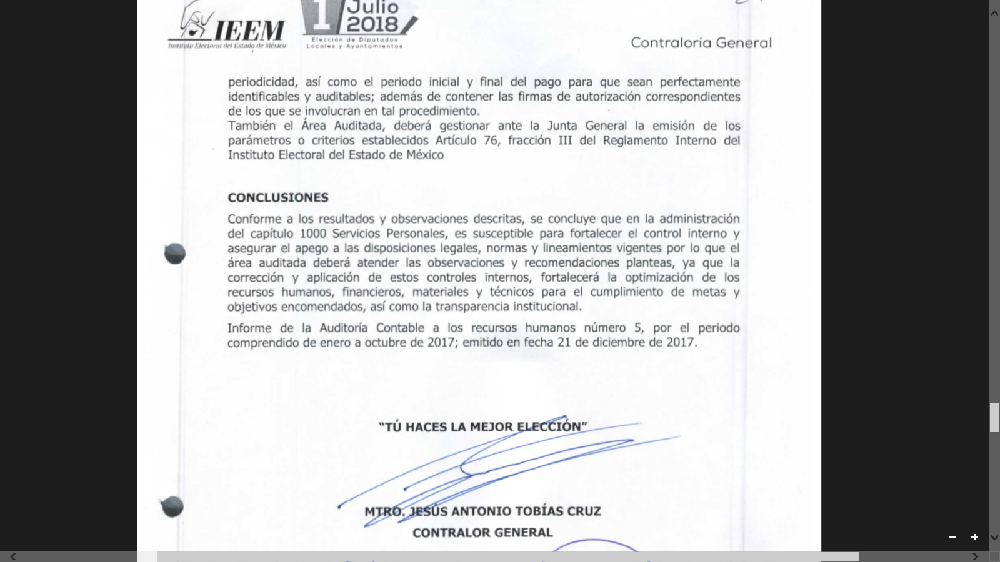 IEEM
Instituto Electoral del Estado de México
1 Julio
2018
Elección de Diputados
Locales y Ayuntamientos
Contraloría General
periodicidad, así como el periodo inicial y final del pago para que sean perfectamente
identificables y auditables; además de contener las firmas de autorización correspondientes
de los que se involucran en tal procedimiento.
También el Área Auditada, deberá gestionar ante la Junta General la emisión de los
parámetros o criterios establecidos Artículo 76, fracción III del Reglamento Interno del
Instituto Electoral del Estado de México
CONCLUSIONES
Conforme a los resultados y observaciones descritas, se concluye que en la administración
del capítulo 1000 Servicios Personales, es susceptible para fortalecer el control interno y
asegurar el apego a las disposiciones legales, normas y lineamientos vigentes por lo que el
área auditada deberá atender las observaciones y recomendaciones planteas, ya que la
corrección y aplicación de estos controles internos, fortalecerá la optimización de los
recursos humanos, financieros, materiales y técnicos para el cumplimiento de metas y
objetivos encomendados, así como la transparencia institucional.
Informe de la Auditoría Contable a los recursos humanos número 5, por el periodo
comprendido de enero a octubre de 2017; emitido en fecha 21 de diciembre de 2017.
“TÚ HACES LA MEJOR ELECCIÓN”
MTRO. JESÚS ANTONIO TOBÍAS CRUZ
CONTRALOR GENERAL